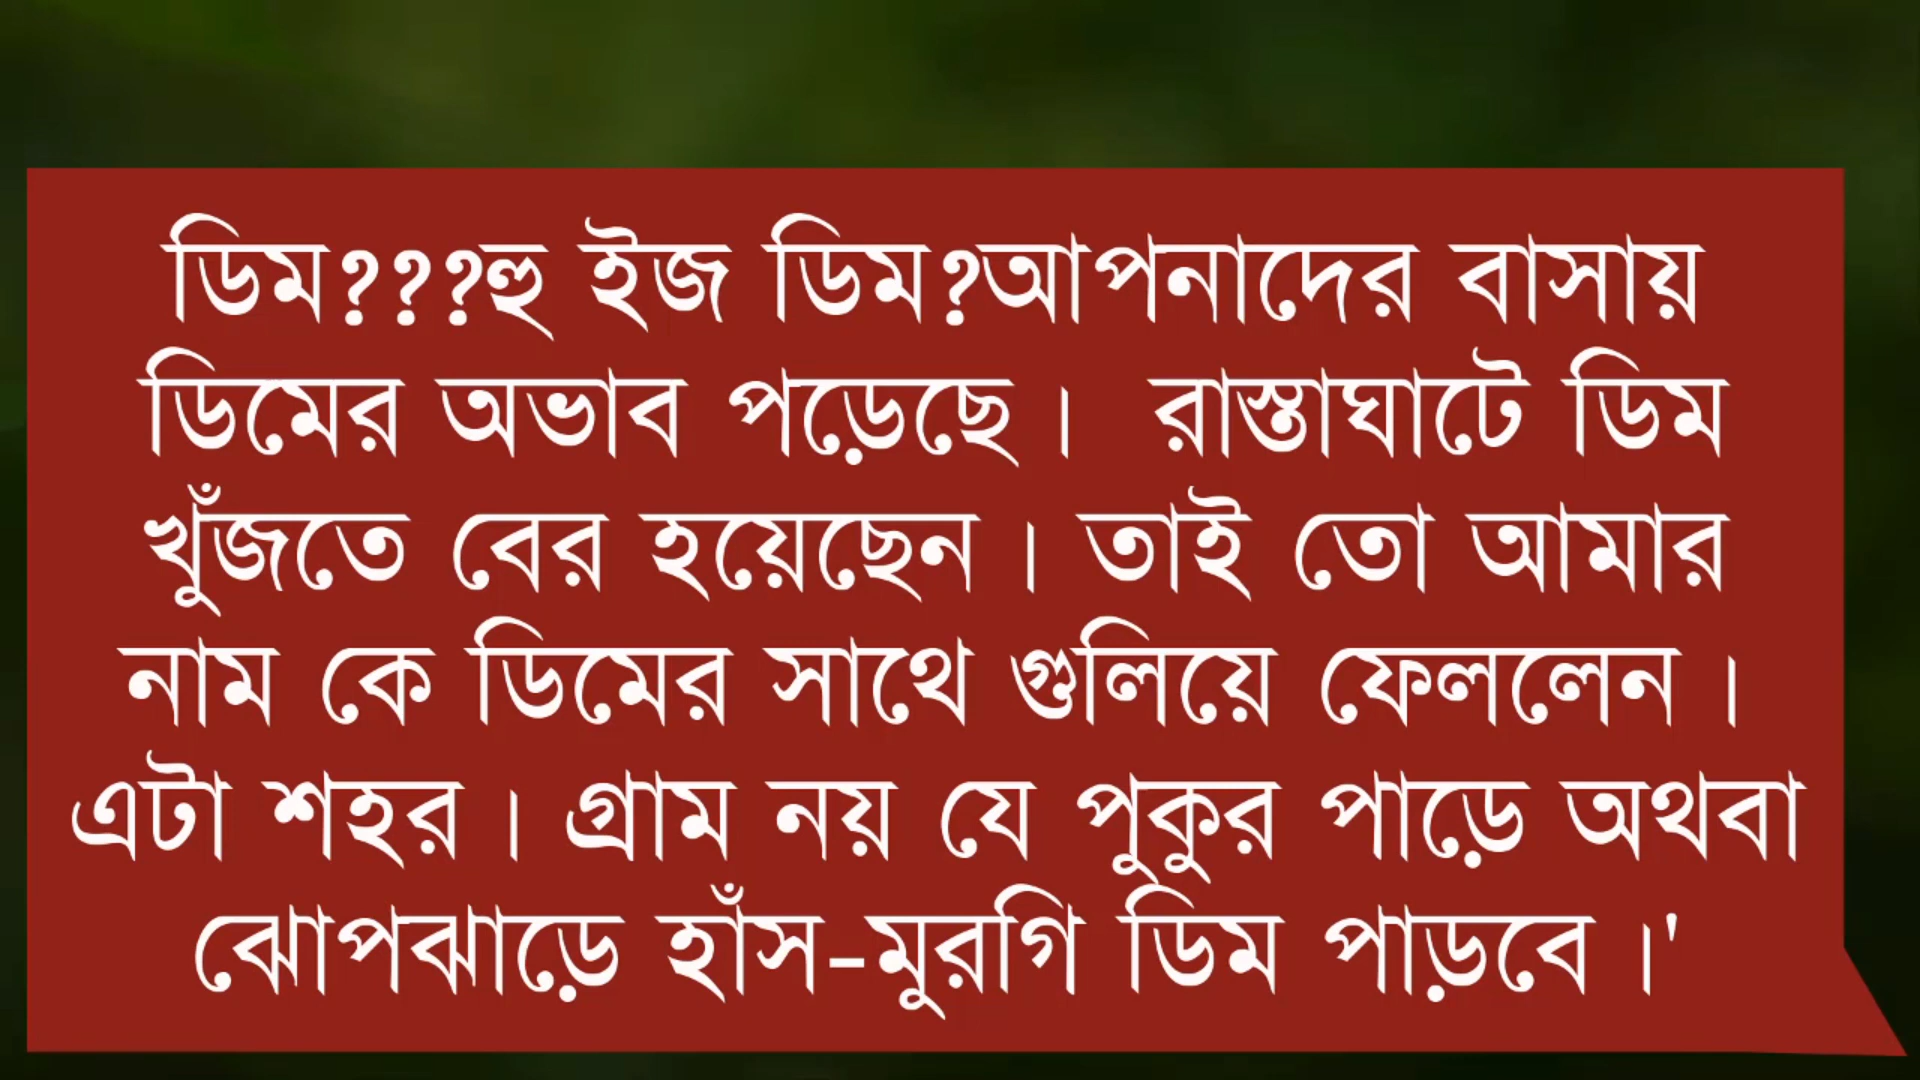 ডিম???হু ইজ ডিম?আপনাদের বাসায়
ডিমের অভাব পড়েছে। রাস্তাঘাটে ডিম
খুঁজতে বের হয়েছেন। তাই তো আমার
নাম কে ডিমের সাথে গুলিয়ে ফেললেন।
এটা শহর। গ্রাম নয় যে পুকুর পাড়ে অথবা
ঝোপঝাড়ে হাঁস-মুরগি ডিম পাড়বে।'